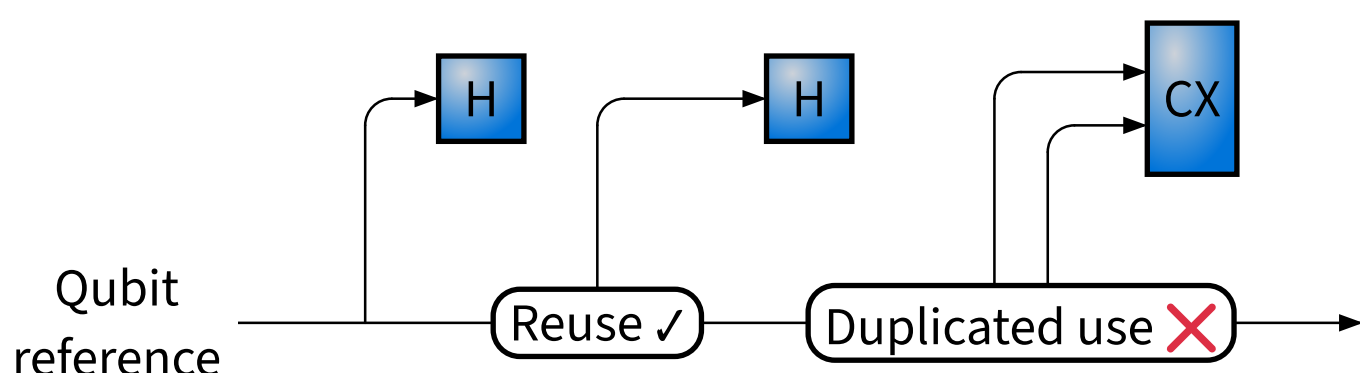 H
H
CX
Qubit
reference
Reuse ✓
Duplicated use ❌